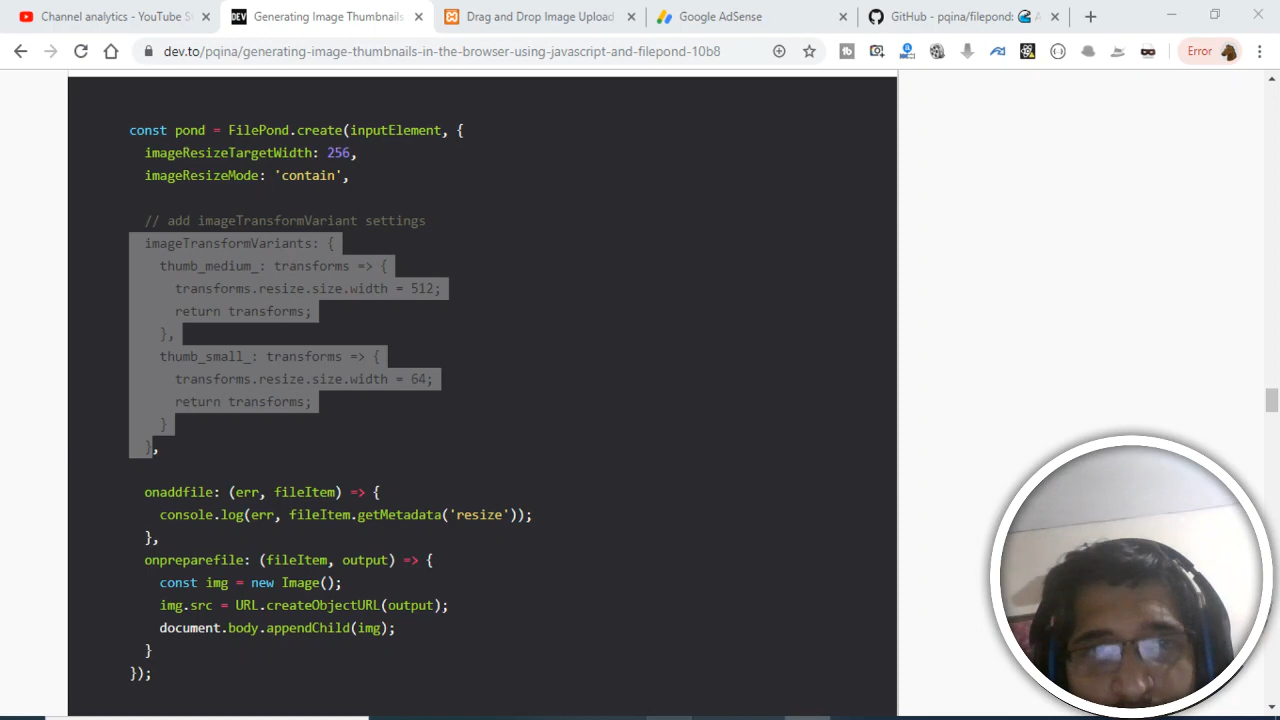 Channel analytics - YouTube S
Generating Image Thumbnails
Drag and Drop Image Upload
Google AdSense
GitHub - pqina/filepond:
dev.to/pqina/generating-image-thumbnails-in-the-browser-using-javascript-and-filepond-10b8
Error
const pond = FilePond.create(inputElement, {
imageResizeTargetWidth: 256,
imageResizeMode: 'contain',
// add imageTransformVariant settings
imageTransformVariants: {
thumb_medium_: transforms => {
transforms.resize.size.width = 512;
return transforms;
},
thumb_small_: transforms => {
transforms.resize.size.width = 64;
return transforms;
}
},
onaddfile: (err, fileItem) => {
console.log(err, fileItem.getMetadata('resize'));
},
onpreparefile: (fileItem, output) => {
const img = new Image();
img.src = URL.createObjectURL(output);
document.body.appendChild(img);
}
});